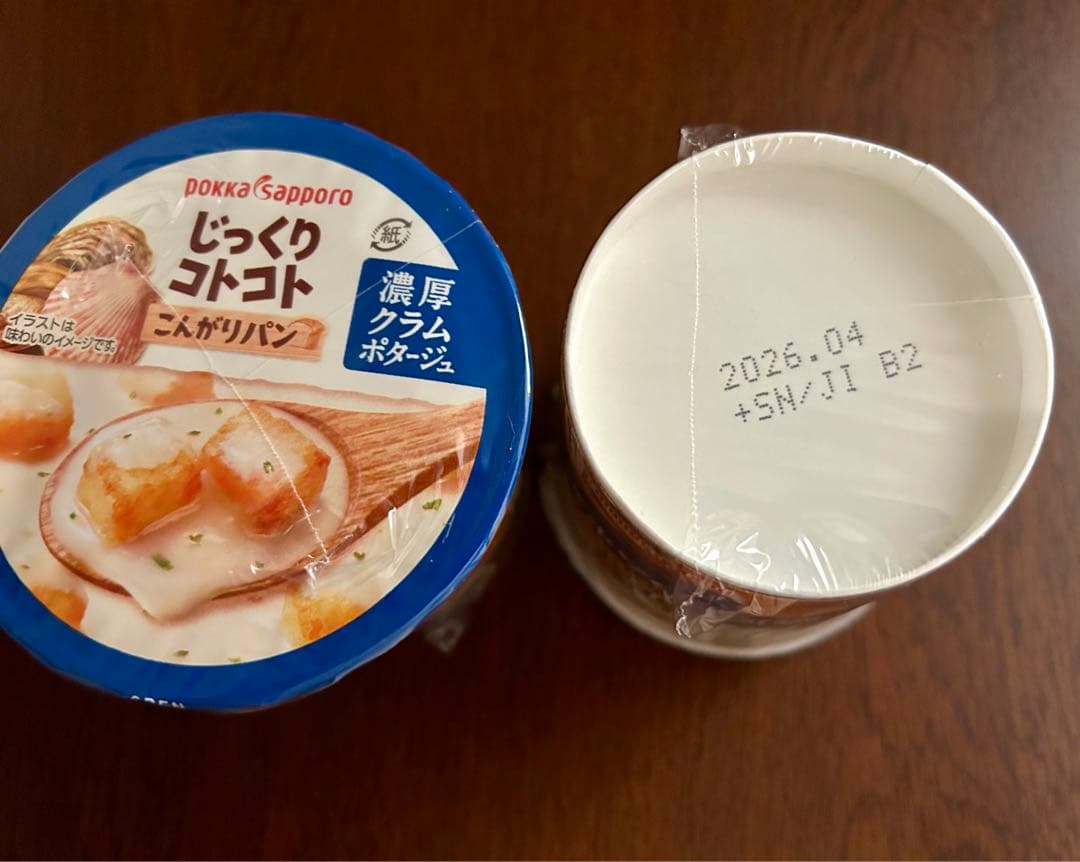 pokka sapporo
じっくり
コトコト
こんがりパン
紙
濃厚
クラム
ポタージュ
イラストは
味わいのイメージです。
OPEN
2026.04
+SN/JI B2